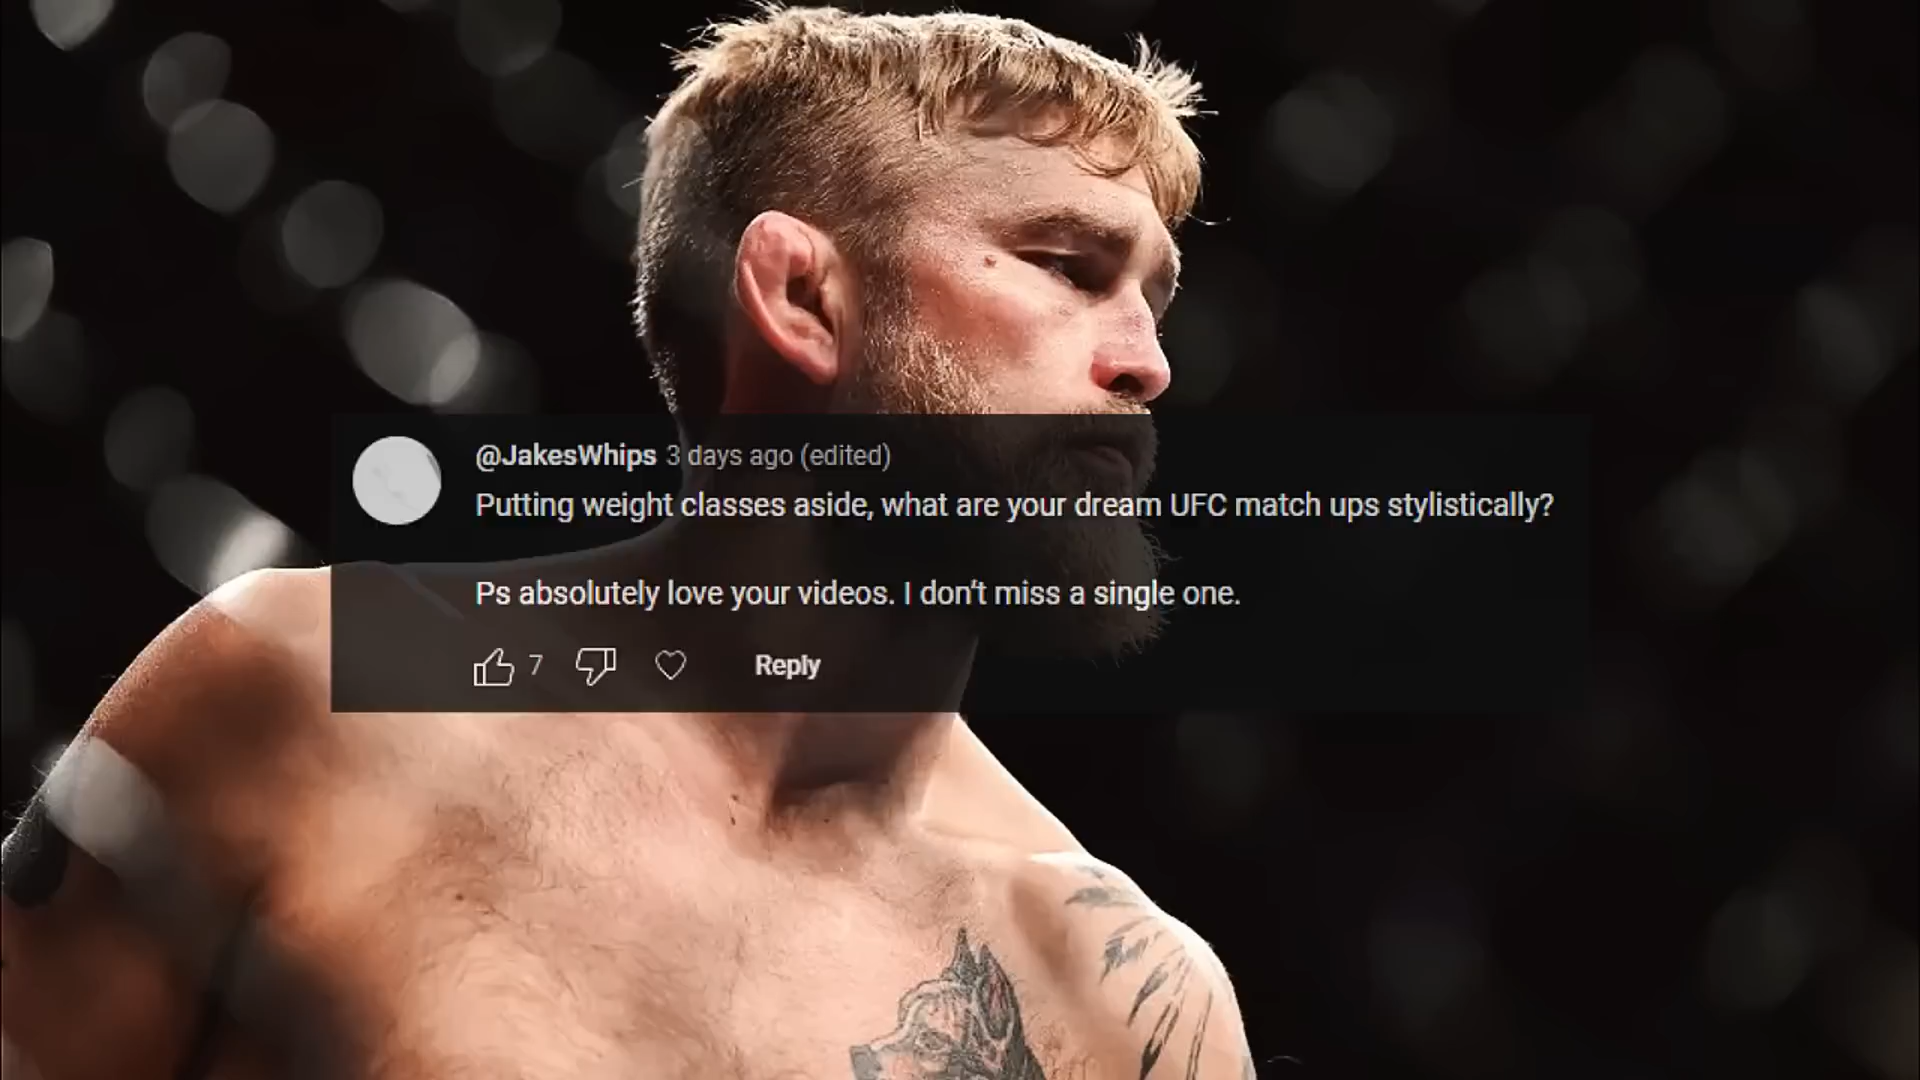 @JakesWhips 3 days ago (edited)
Putting weight classes aside, what are your dream UFC match ups stylistically?
Ps absolutely love your videos. I don't miss a single one.
7 Reply